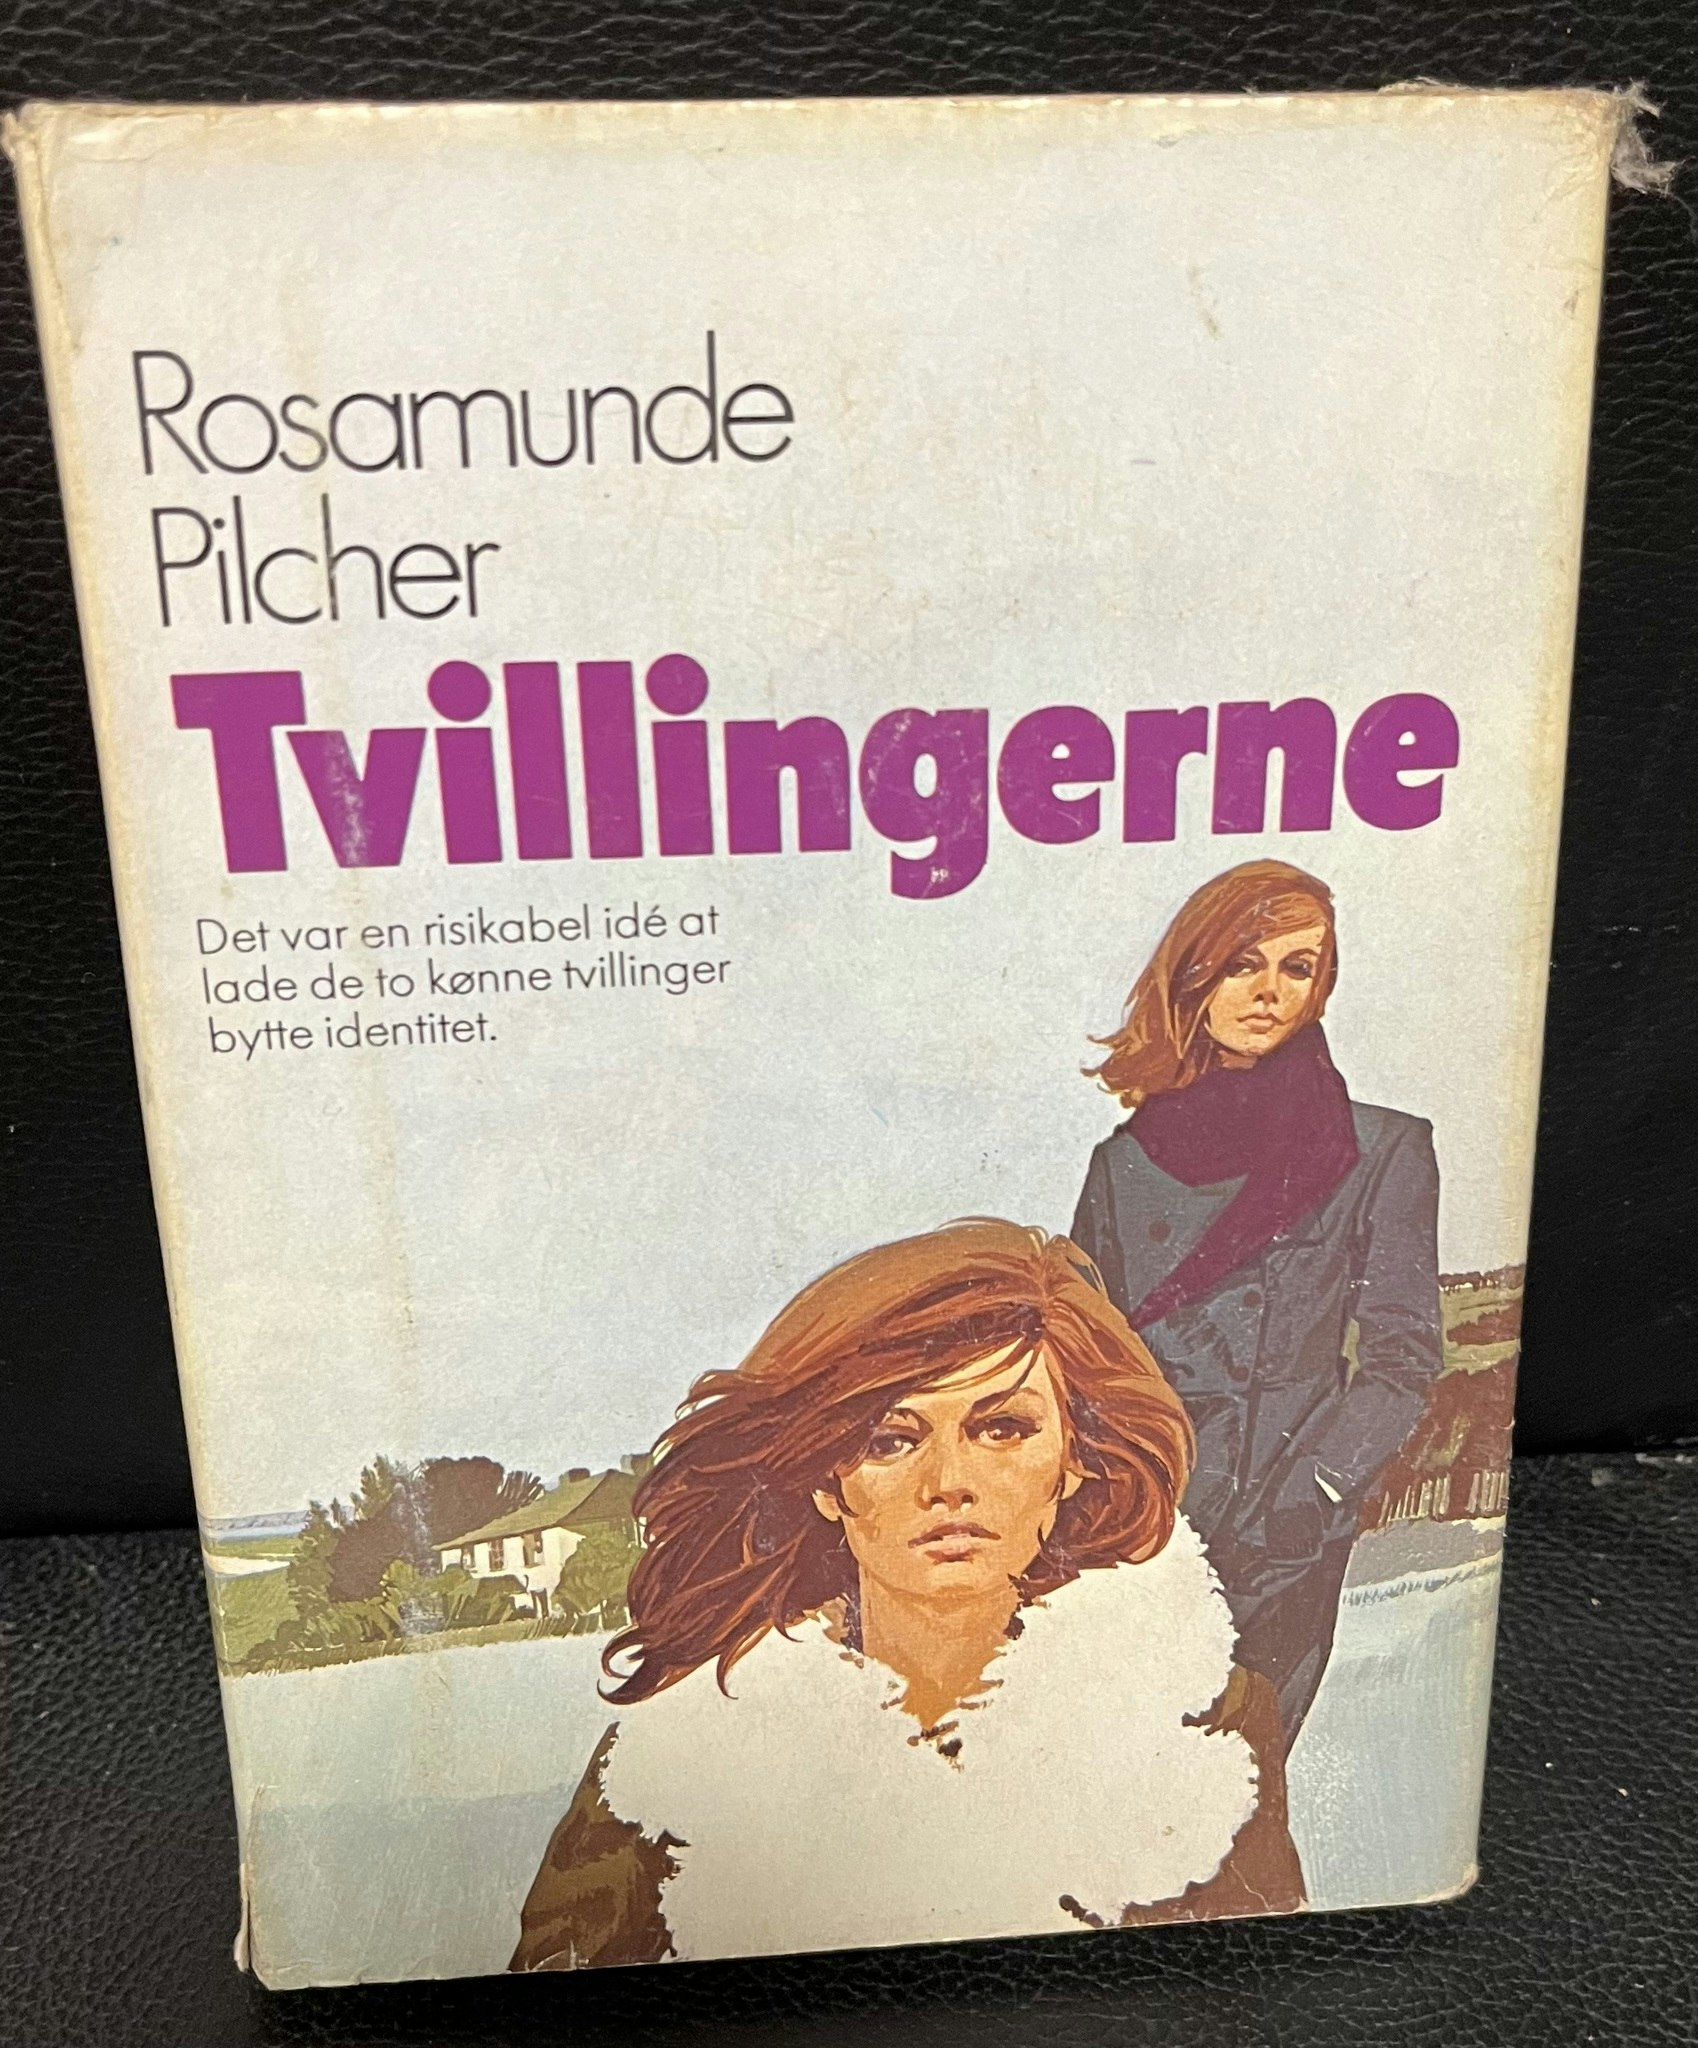 Rosamunde
Pilcher
Tvillingerne
Det var en risikabel idé at
lade de to kønne tvillinger
bytte identitet.